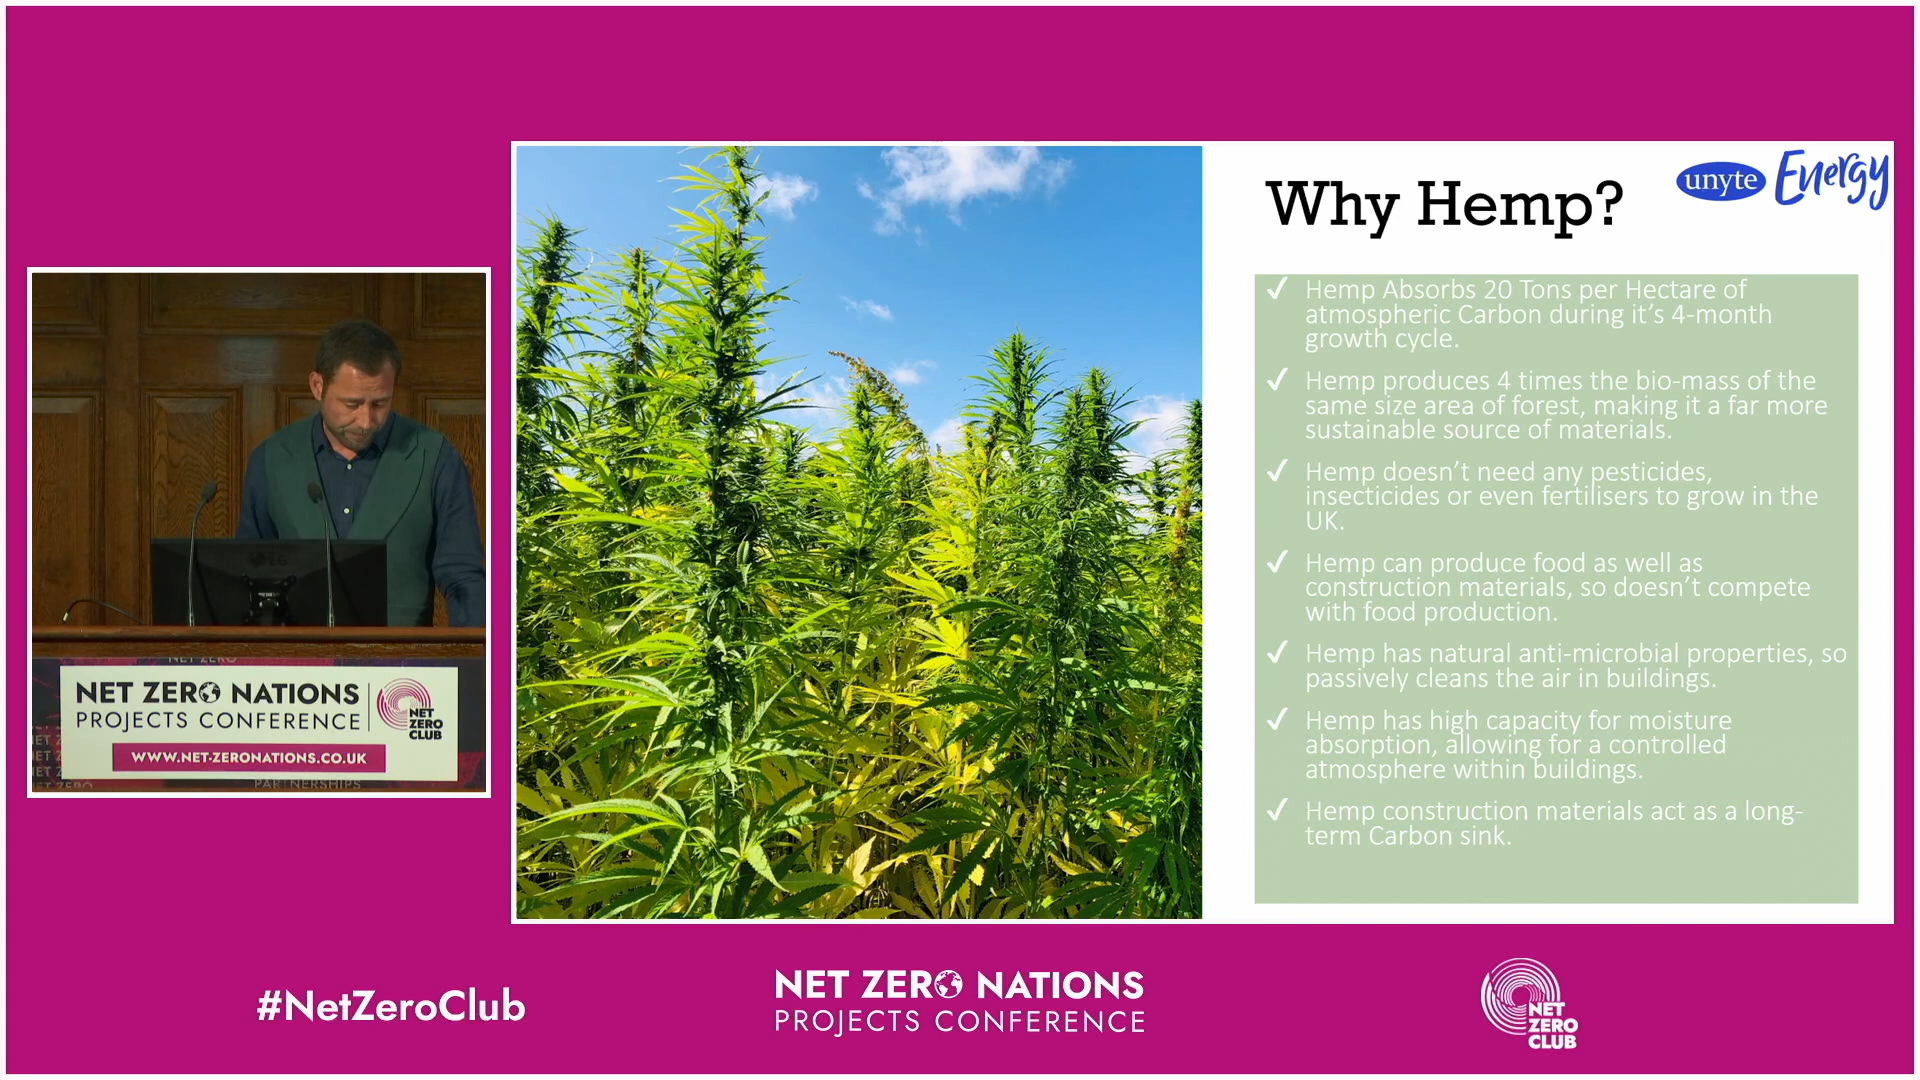 unyte Energy
Why Hemp?
✓ Hemp Absorbs 20 Tons per Hectare of
atmospheric Carbon during it's 4-month
growth cycle.
✓ Hemp produces 4 times the bio-mass of the
same size area of forest, making it a far more
sustainable source of materials.
✓ Hemp doesn't need any pesticides,
insecticides or even fertilisers to grow in the
UK.
✓ Hemp can produce food as well as
construction materials, so doesn't compete
with food production.
✓ Hemp has natural anti-microbial properties, so
passively cleans the air in buildings.
✓ Hemp has high capacity for moisture
absorption, allowing for a controlled
atmosphere within buildings.
✓ Hemp construction materials act as a long-
term Carbon sink.
LG
NET ZERO
NET ZERO NATIONS
PROJECTS CONFERENCE
NET
ZERO
CLUB
WWW.NET-ZERONATIONS.CO.UK
PARTNERSHIPS
#NetZeroClub
NET ZERO NATIONS
PROJECTS CONFERENCE
NET
ZERO
CLUB